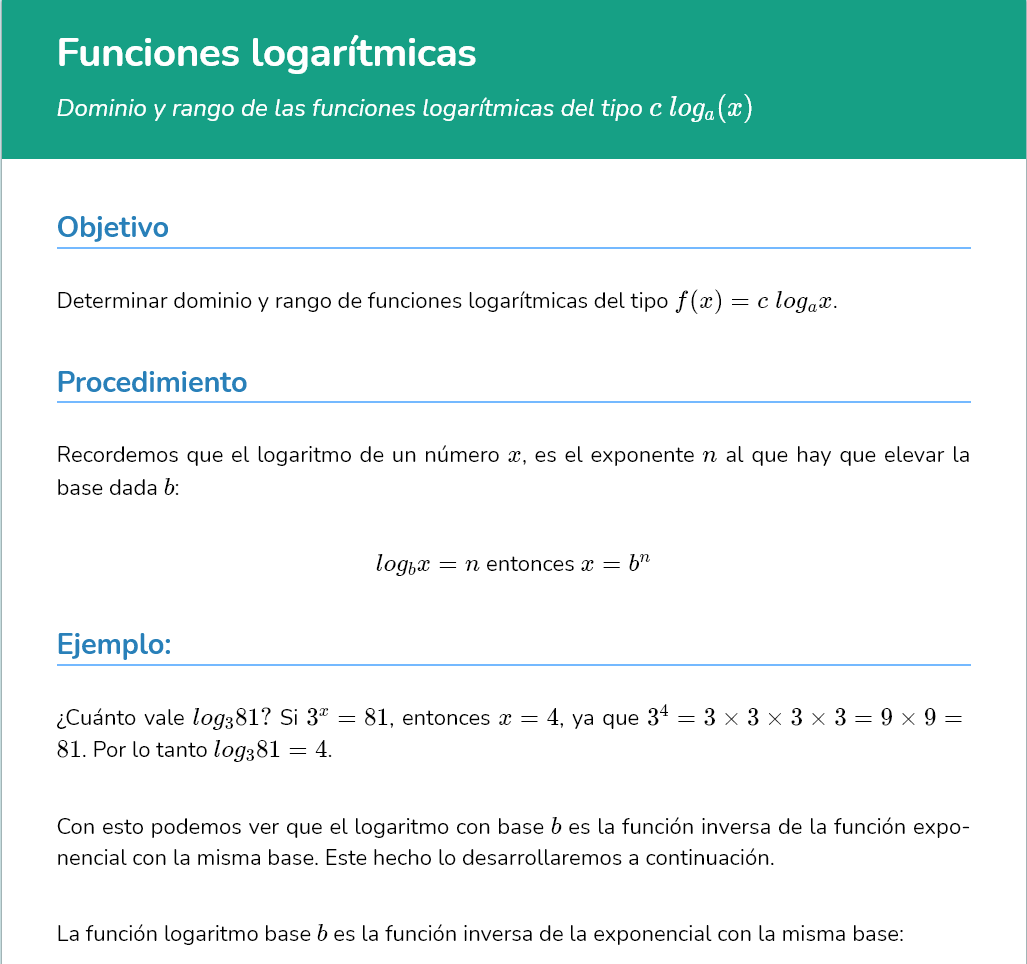 Funciones logarítmicas
Dominio y rango de las funciones logarítmicas del tipo c log_a(x)
Objetivo
Determinar dominio y rango de funciones logarítmicas del tipo f(x) = c log_a x.
Procedimiento
Recordemos que el logaritmo de un número x, es el exponente n al que hay que elevar la
base dada b:
log_b x = n entonces x = b^n
Ejemplo:
¿Cuánto vale log_3 81? Si 3^x = 81, entonces x = 4, ya que 3^4 = 3 × 3 × 3 × 3 = 9 × 9 =
81. Por lo tanto log_3 81 = 4.
Con esto podemos ver que el logaritmo con base b es la función inversa de la función expo-
nencial con la misma base. Este hecho lo desarrollaremos a continuación.
La función logaritmo base b es la función inversa de la exponencial con la misma base: